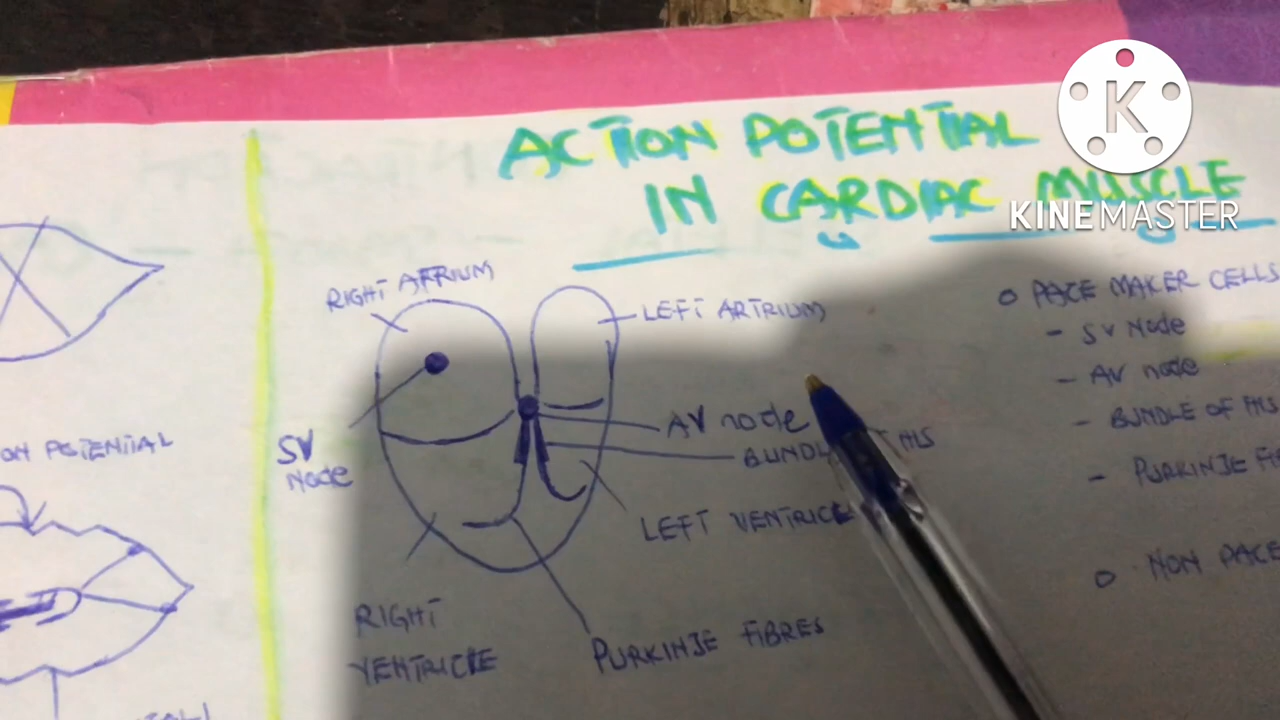 ACTION POTENTIAL
IN CARDIAC MUSCLE
KINEMASTER
RIGHT ATRIUM
LEFT ARTRIUM
SV
NODE
AV NODE
LEFT VENTRICLE
RIGHT
VENTRICLE
PURKINJE FIBRES
O PACE MAKER CELLS
- SV NODE
- AV NODE
- BUNDLE OF HIS
- PURKINJE
O NON PACE
ON POTENTIAL